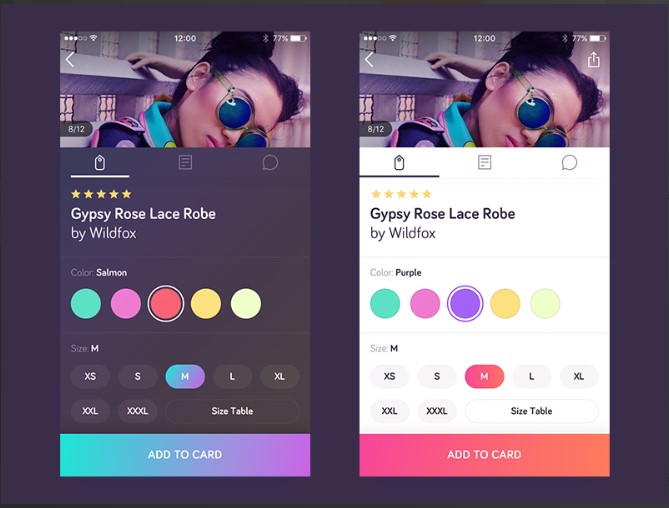 12:00
77%
8/12
Gypsy Rose Lace Robe
by Wildfox
Color: Salmon
Size: M
XS S M L XL
XXL XXXL Size Table
ADD TO CARD
12:00
77%
8/12
Gypsy Rose Lace Robe
by Wildfox
Color: Purple
Size: M
XS S M L XL
XXL XXXL Size Table
ADD TO CARD